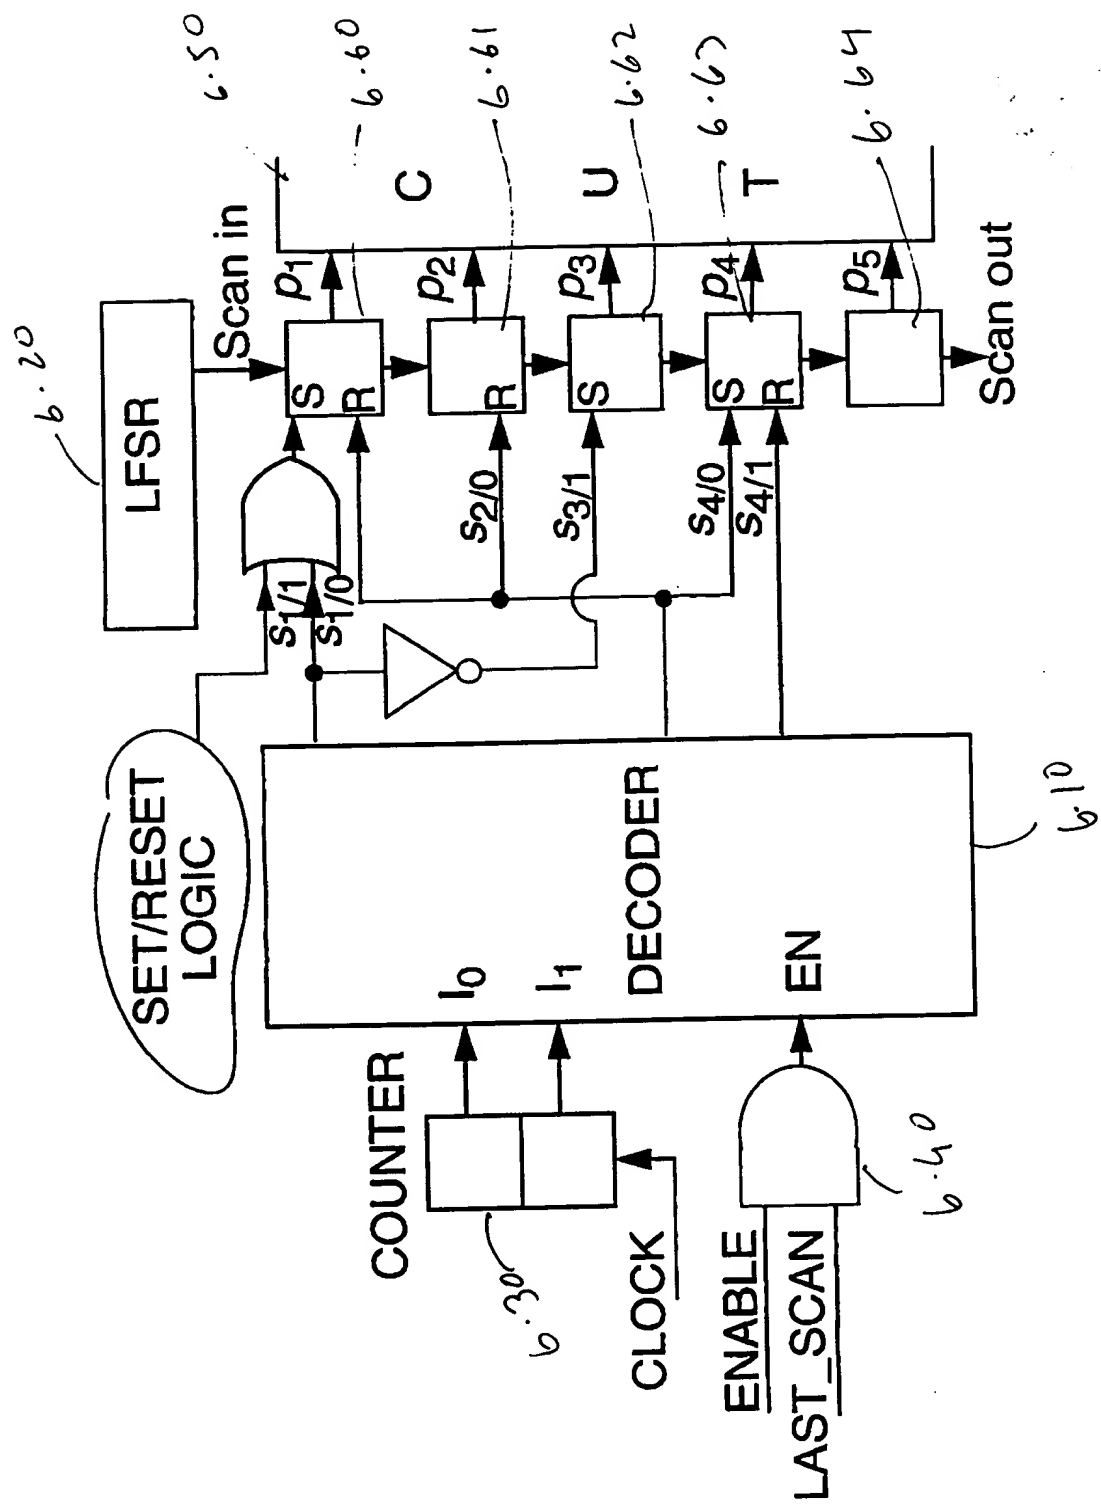 6.50
6.20
LFSR
Scan in
6.60
6.61
6.62
6.63
6.64
C
U
T
p1
p2
p3
p4
p5
S
R
R
S
S
R
Scan out
s1/1
s1/0
s2/0
s3/1
s4/0
s4/1
SET/RESET
LOGIC
I0
I1
DECODER
EN
6.10
COUNTER
6.30
CLOCK
ENABLE
LAST_SCAN
6.40